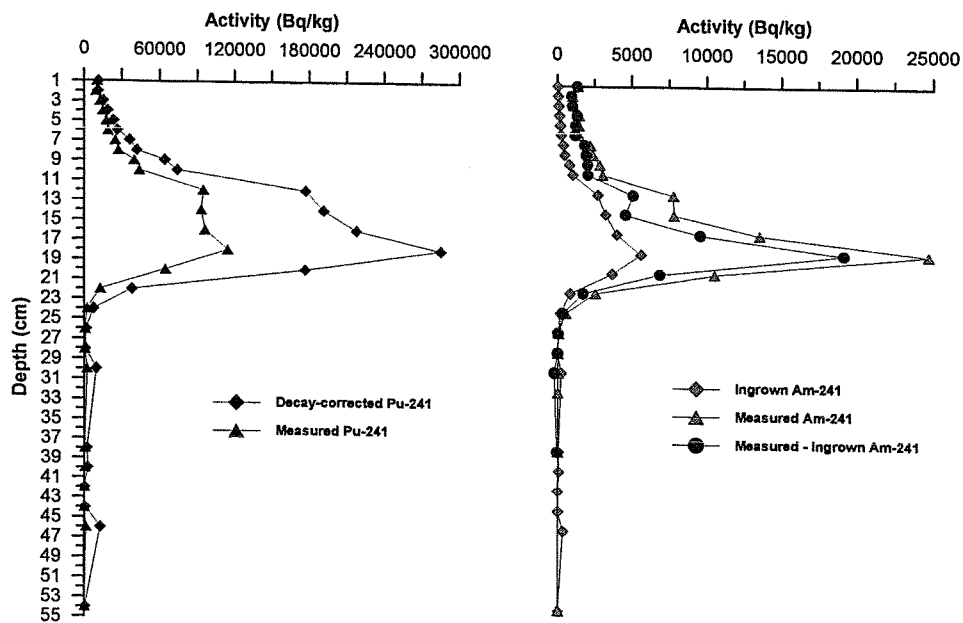 Activity (Bq/kg)
0 60000 120000 180000 240000 300000
Depth (cm)
1
3
5
7
9
11
13
15
17
19
21
23
25
27
29
31
33
35
37
39
41
43
45
47
49
51
53
55
Decay-corrected Pu-241
Measured Pu-241
Activity (Bq/kg)
0 5000 10000 15000 20000 25000
Ingrown Am-241
Measured Am-241
Measured - Ingrown Am-241